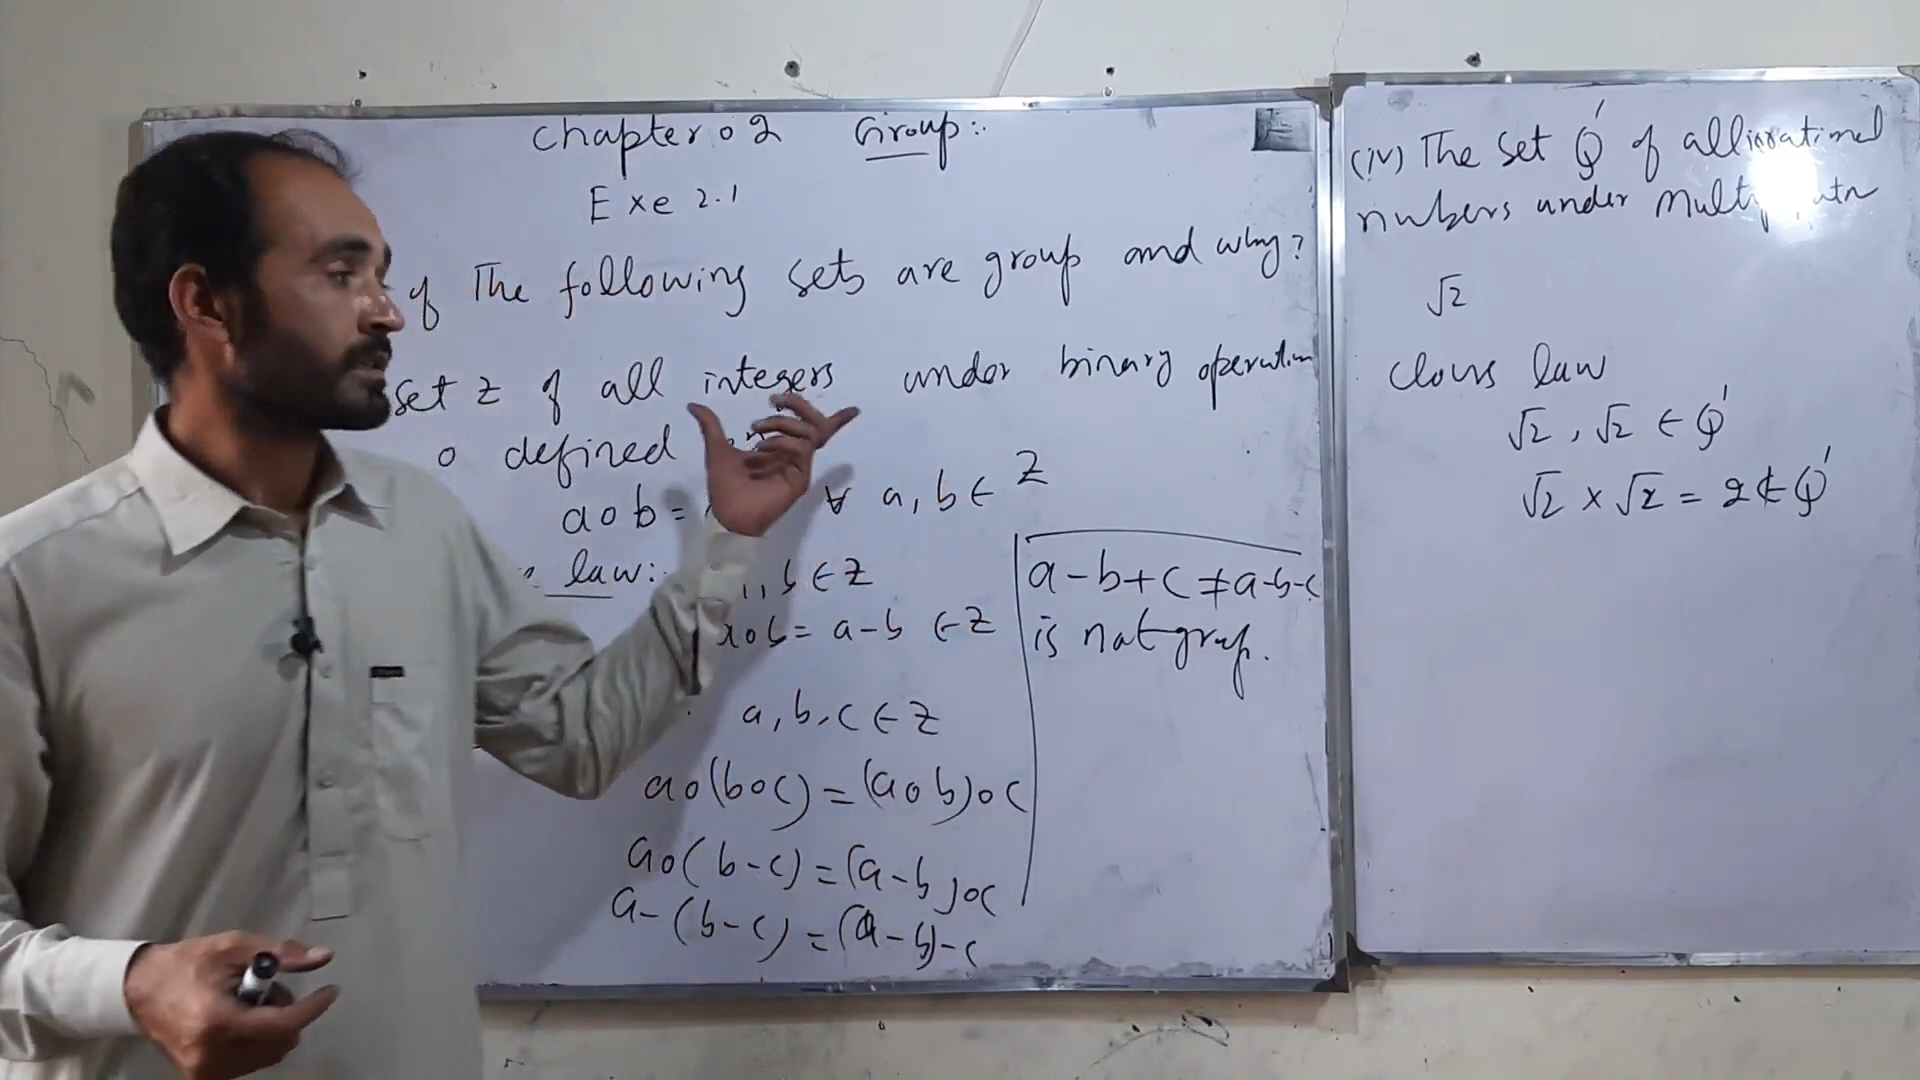 Chapter 02 Group:.
Exe 2.1
of The following sets are group and why?
set z of all integers under binary operation
o defined
a o b = ∀ a, b ∈ Z
law:. , b ∈ Z
o b = a - b ∈ Z
a, b, c ∈ Z
a o (b o c) = (a o b) o c
a o ( b - c) = (a - b) o c
a - (b - c) = (a - b) - c
a - b + c ≠ a - b - c
is not group.
(iv) The set Q' of all irrational
numbers under
√2
Clous law
√2 , √2 ∈ Q'
√2 × √2 = 2 ∉ Q'